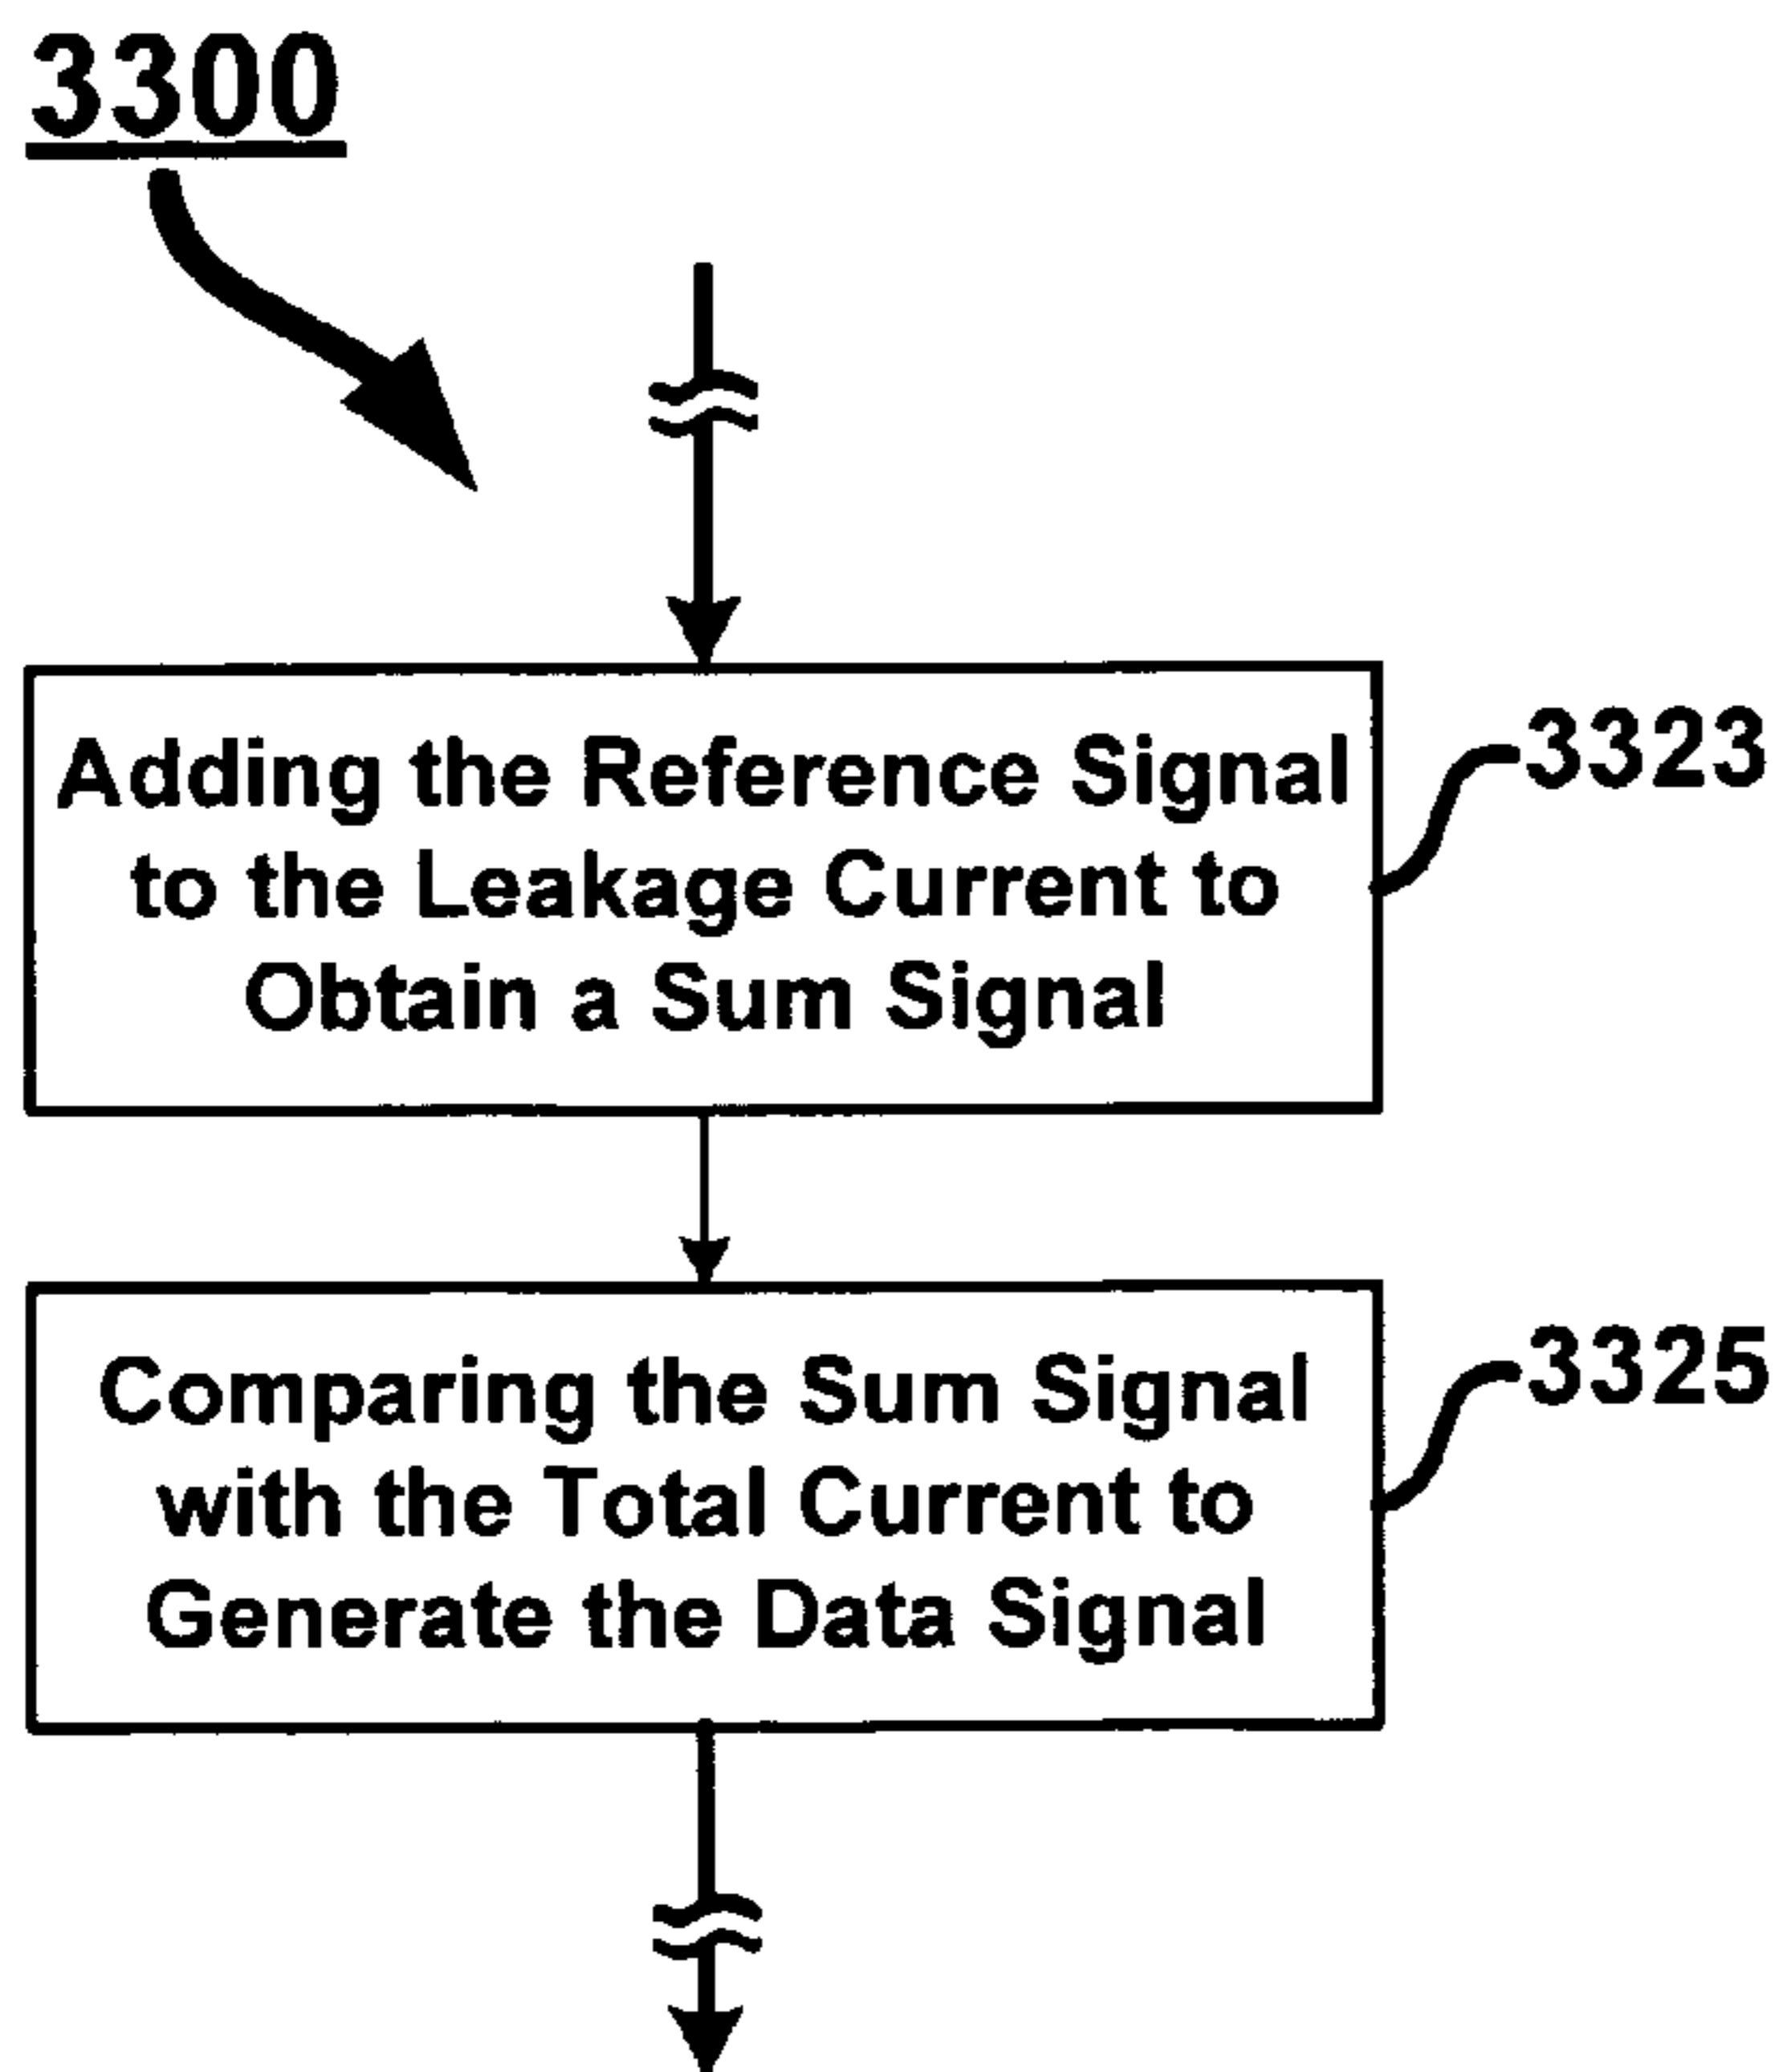 3300
Adding the Reference Signal
to the Leakage Current to
Obtain a Sum Signal
3323
Comparing the Sum Signal
with the Total Current to
Generate the Data Signal
3325